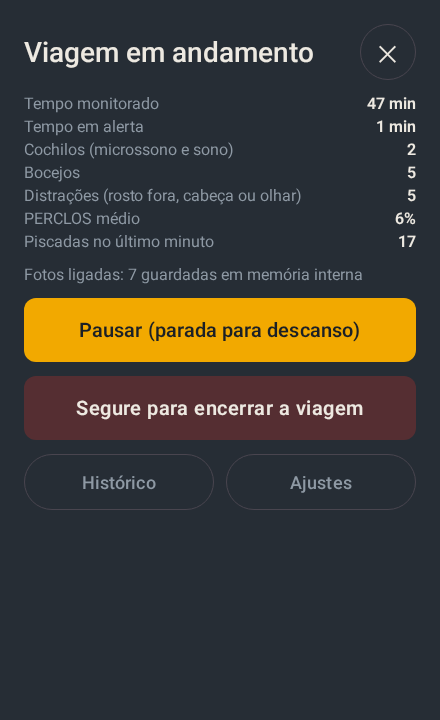 Viagem em andamento
Tempo monitorado 47 min
Tempo em alerta 1 min
Cochilos (microssono e sono) 2
Bocejos 5
Distrações (rosto fora, cabeça ou olhar) 5
PERCLOS médio 6%
Piscadas no último minuto 17
Fotos ligadas: 7 guardadas em memória interna
Pausar (parada para descanso)
Segure para encerrar a viagem
Histórico Ajustes